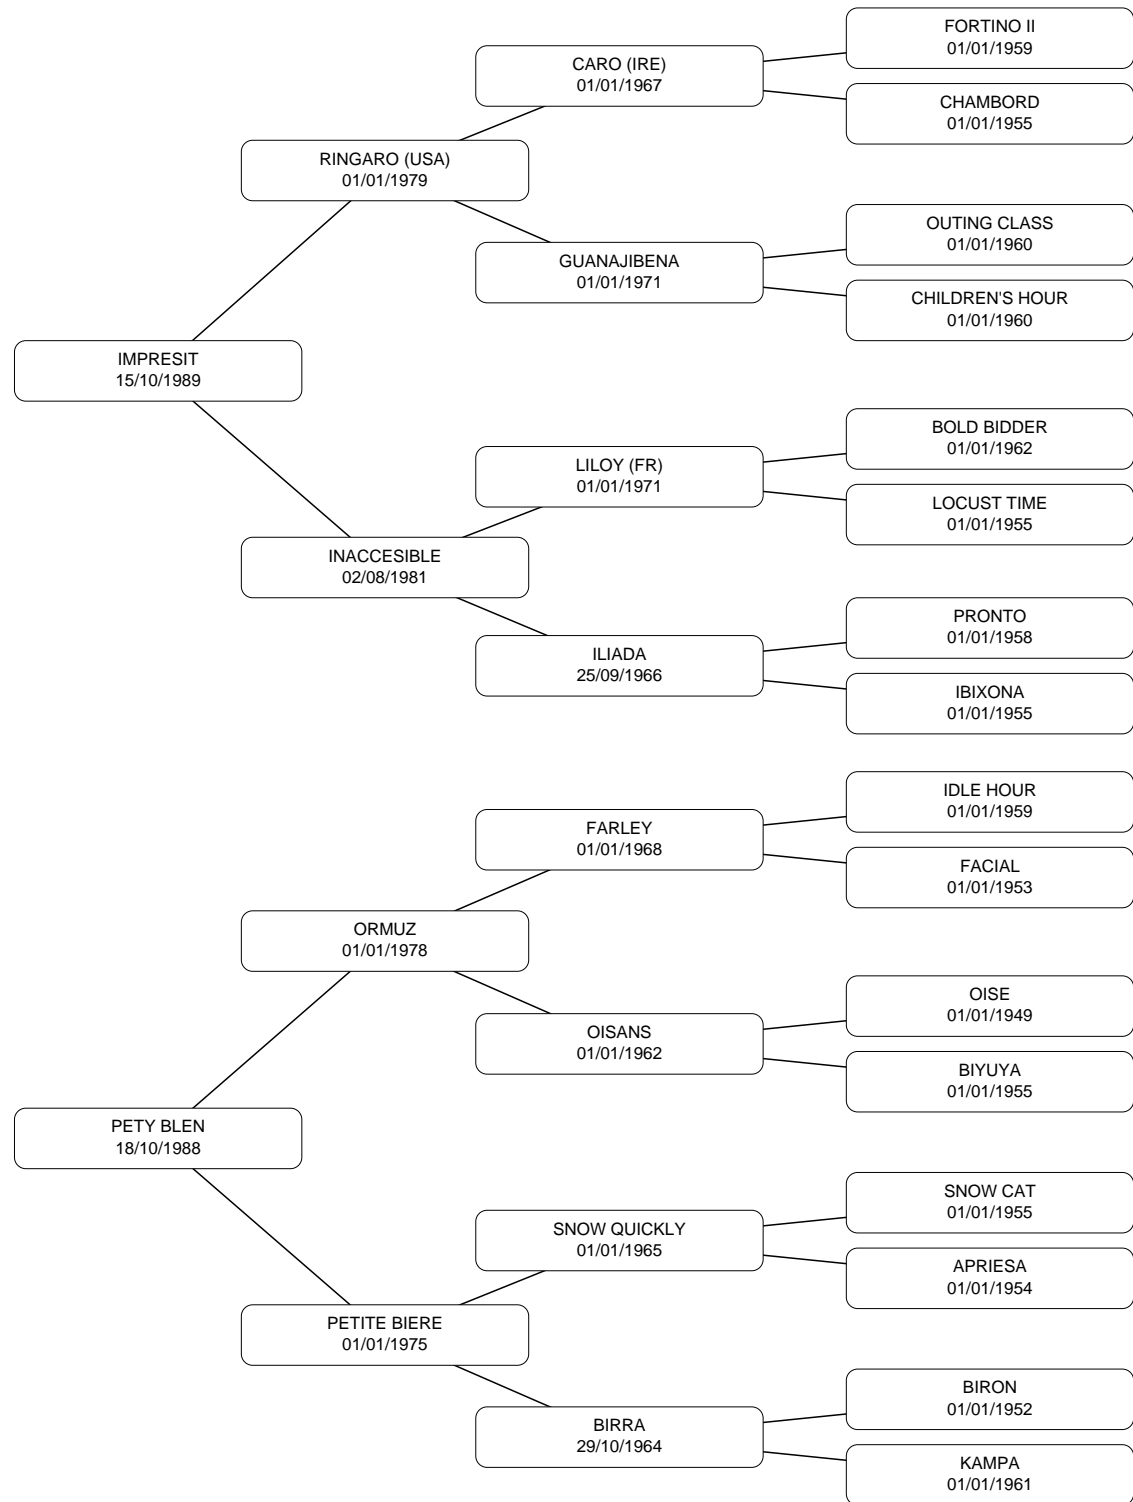 FORTINO II
01/01/1959
CARO (IRE)
01/01/1967
CHAMBORD
01/01/1955
RINGARO (USA)
01/01/1979
OUTING CLASS
01/01/1960
GUANAJIBENA
01/01/1971
CHILDREN'S HOUR
01/01/1960
IMPRESIT
15/10/1989
BOLD BIDDER
01/01/1962
LILOY (FR)
01/01/1971
LOCUST TIME
01/01/1955
INACCESIBLE
02/08/1981
PRONTO
01/01/1958
ILIADA
25/09/1966
IBIXONA
01/01/1955
IDLE HOUR
01/01/1959
FARLEY
01/01/1968
FACIAL
01/01/1953
ORMUZ
01/01/1978
OISE
01/01/1949
OISANS
01/01/1962
BIYUYA
01/01/1955
PETY BLEN
18/10/1988
SNOW CAT
01/01/1955
SNOW QUICKLY
01/01/1965
APRIESA
01/01/1954
PETITE BIERE
01/01/1975
BIRON
01/01/1952
BIRRA
29/10/1964
KAMPA
01/01/1961